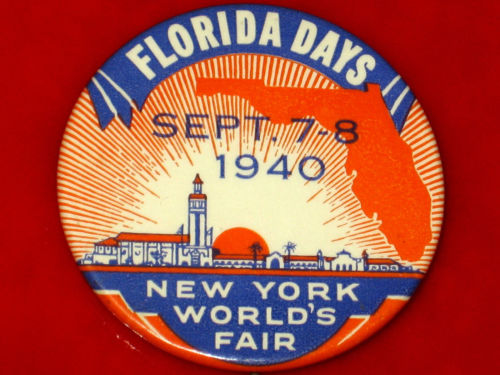 FLORIDA DAYS
SEPT. 7-8
1940
NEW YORK
WORLD'S
FAIR